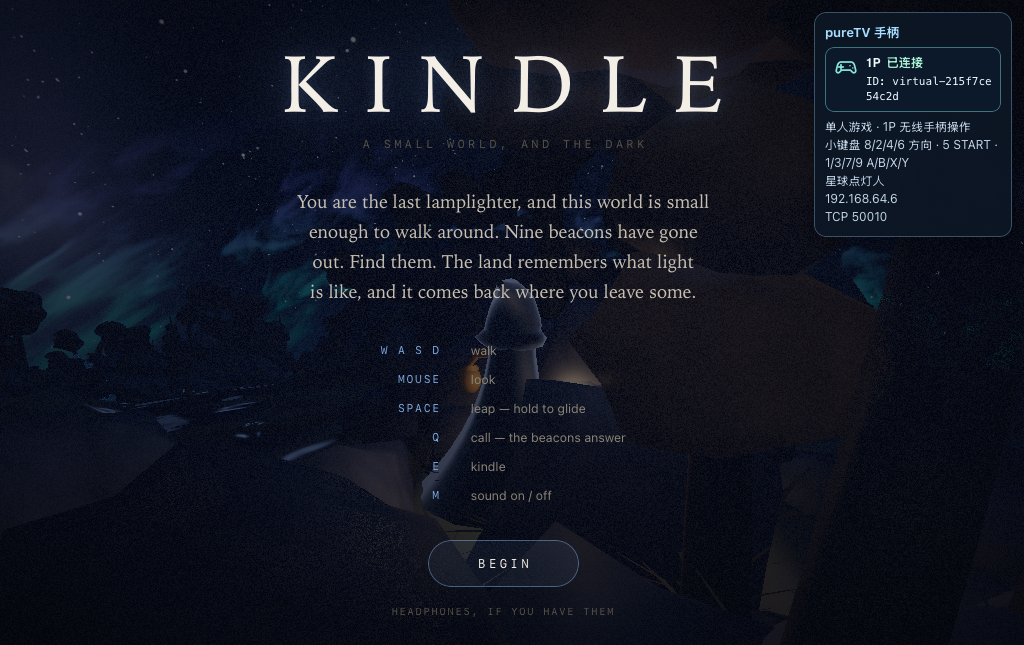 KINDLE
A SMALL WORLD, AND THE DARK
You are the last lamplighter, and this world is small
enough to walk around. Nine beacons have gone
out. Find them. The land remembers what light
is like, and it comes back where you leave some.
W A S D walk
MOUSE look
SPACE leap — hold to glide
Q call — the beacons answer
E kindle
M sound on / off
BEGIN
HEADPHONES, IF YOU HAVE THEM
pureTV 手柄
1P 已连接
ID: virtual-215f7ce
54c2d
单人游戏 · 1P 无线手柄操作
小键盘 8/2/4/6 方向 · 5 START ·
1/3/7/9 A/B/X/Y
星球点灯人
192.168.64.6
TCP 50010